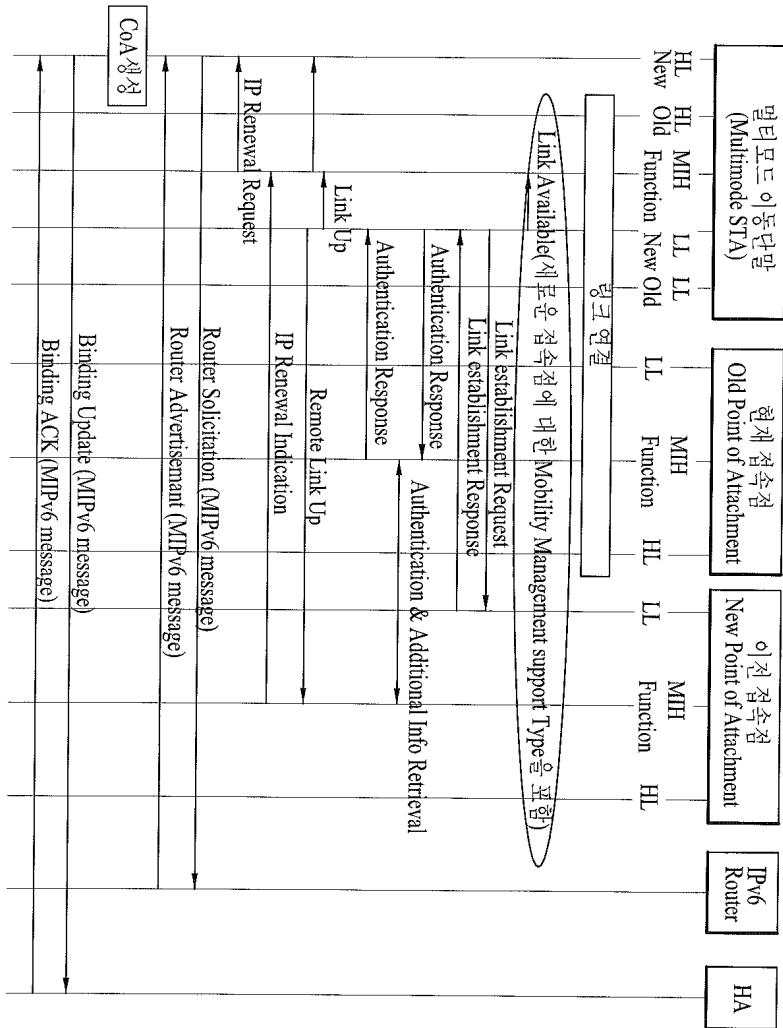 멀티모드 이동단말
(Multimode STA)
현재 접속점
Old Point of Attachment
이전 접속점
New Point of Attachment
IPv6
Router
HA
HL
New
HL
Old
MIH
Function
LL
New
LL
Old
LL
MIH
Function
HL
LL
MIH
Function
HL
링크 연결
Link Available(새로운 접속점에 대한 Mobility Management support Type을 포함)
Link establishment Request
Link establishment Response
Authentication Response
Authentication & Additional Info Retrieval
Authentication Response
Link Up
Remote Link Up
IP Renewal Indication
IP Renewal Request
Router Solicitation (MIPv6 message)
Router Advertisemant (MIPv6 message)
CoA 생성
Binding Update (MIPv6 message)
Binding ACK (MIPv6 message)